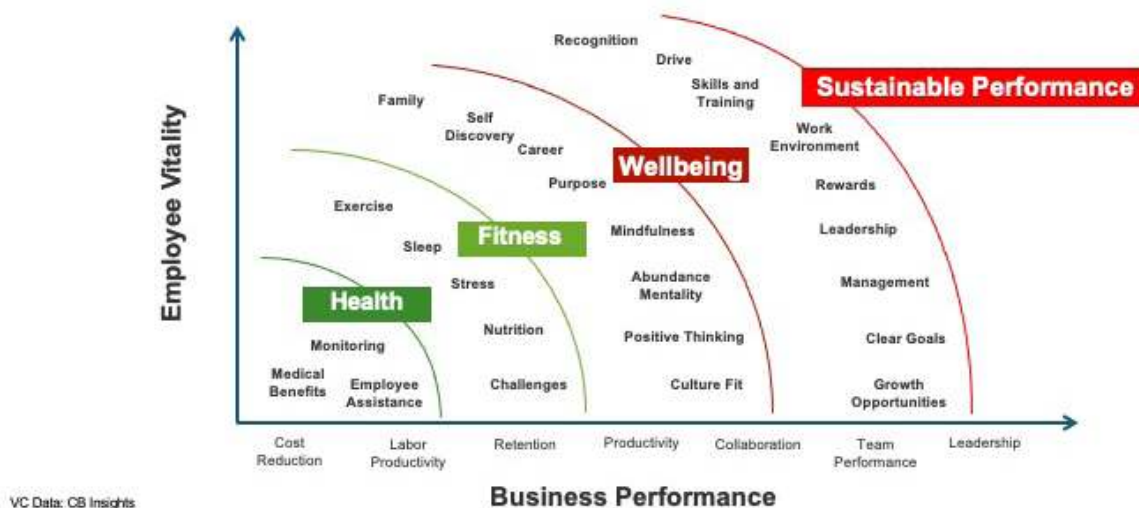 Recognition
Drive
Skills and
Training
Sustainable Performance
Family
Self
Discovery
Career
Work
Environment
Wellbeing
Purpose
Rewards
Exercise
Sleep
Fitness
Mindfulness
Leadership
Stress
Abundance
Mentality
Management
Health
Nutrition
Positive Thinking
Clear Goals
Monitoring
Medical
Benefits
Employee
Assistance
Challenges
Culture Fit
Growth
Opportunities
Employee Vitality
Cost
Reduction
Labor
Productivity
Retention
Productivity
Collaboration
Team
Performance
Leadership
Business Performance
VC Data: CB Insights